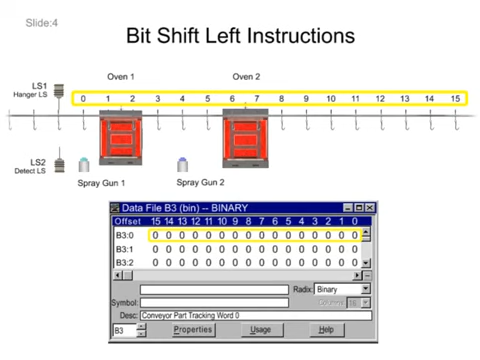 Slide:4
Bit Shift Left Instructions
Oven 1
Oven 2
LS1
Hanger LS
0 1 2 3 4 5 6 7 8 9 10 11 12 13 14 15
LS2
Detect LS
Spray Gun 1
Spray Gun 2
Data File B3 (bin) -- BINARY
Offset 15 14 13 12 11 10 9 8 7 6 5 4 3 2 1 0
B3:0 0 0 0 0 0 0 0 0 0 0 0 0 0 0 0 0
B3:1 0 0 0 0 0 0 0 0 0 0 0 0 0 0 0 0
B3:2 0 0 0 0 0 0 0 0 0 0 0 0 0 0 0 0
Radix: Binary
Symbol: Columns: 16
Desc: Conveyor Part Tracking Word 0
B3 Properties Usage Help